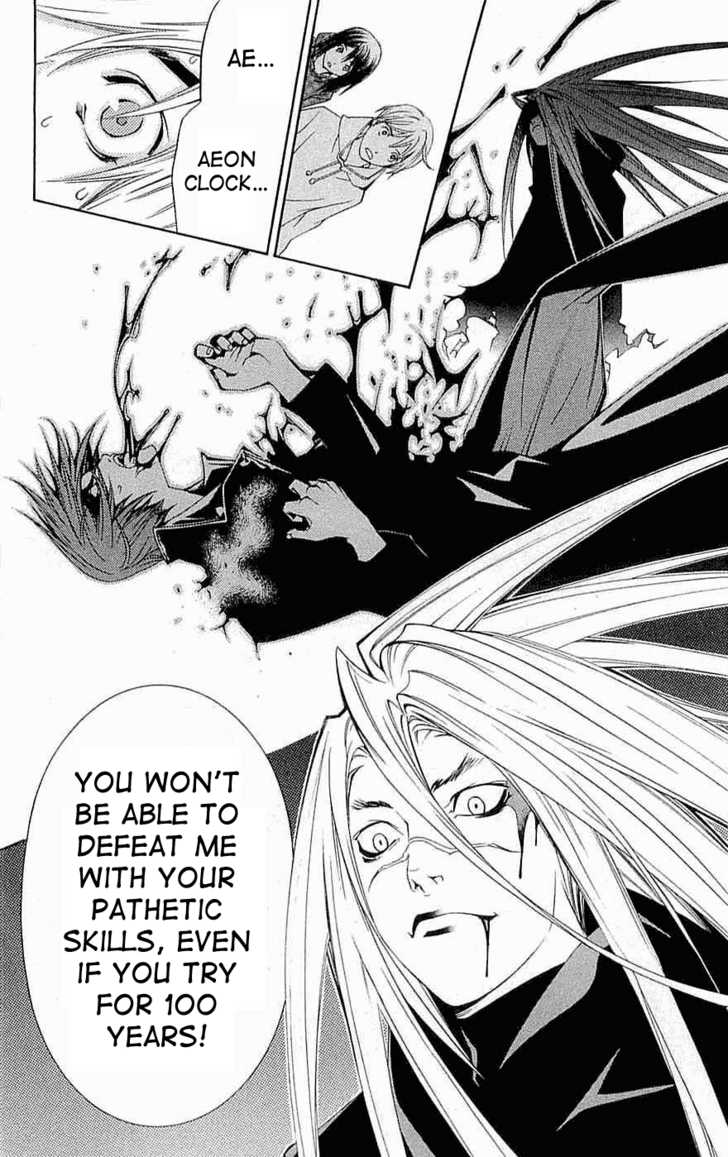 AE...
AEON
CLOCK...
YOU WON'T
BE ABLE TO
DEFEAT ME
WITH YOUR
PATHETIC
SKILLS, EVEN
IF YOU TRY
FOR 100
YEARS!